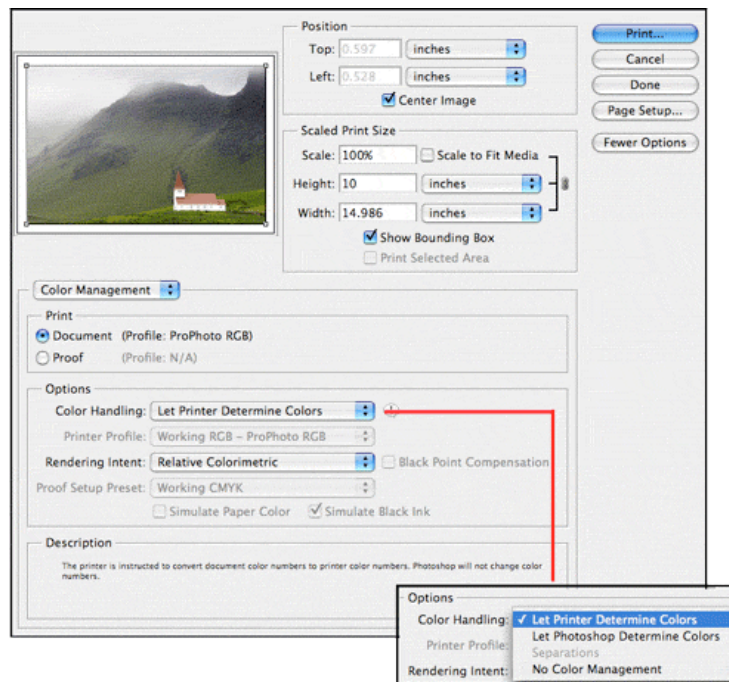 Position
Top: 0.597 inches
Left: 0.528 inches
Center Image
Scaled Print Size
Scale: 100% Scale to Fit Media
Height: 10 inches
Width: 14.986 inches
Show Bounding Box
Print Selected Area
Print...
Cancel
Done
Page Setup...
Fewer Options
Color Management
Print
Document (Profile: ProPhoto RGB)
Proof (Profile: N/A)
Options
Color Handling: Let Printer Determine Colors
Printer Profile: Working RGB - ProPhoto RGB
Rendering Intent: Relative Colorimetric Black Point Compensation
Proof Setup Preset: Working CMYK
Simulate Paper Color Simulate Black Ink
Description
The printer is instructed to convert document color numbers to printer color numbers. Photoshop will not change color
numbers.
Options
Color Handling: Let Printer Determine Colors
Let Photoshop Determine Colors
Printer Profile: Separations
Rendering Intent: No Color Management